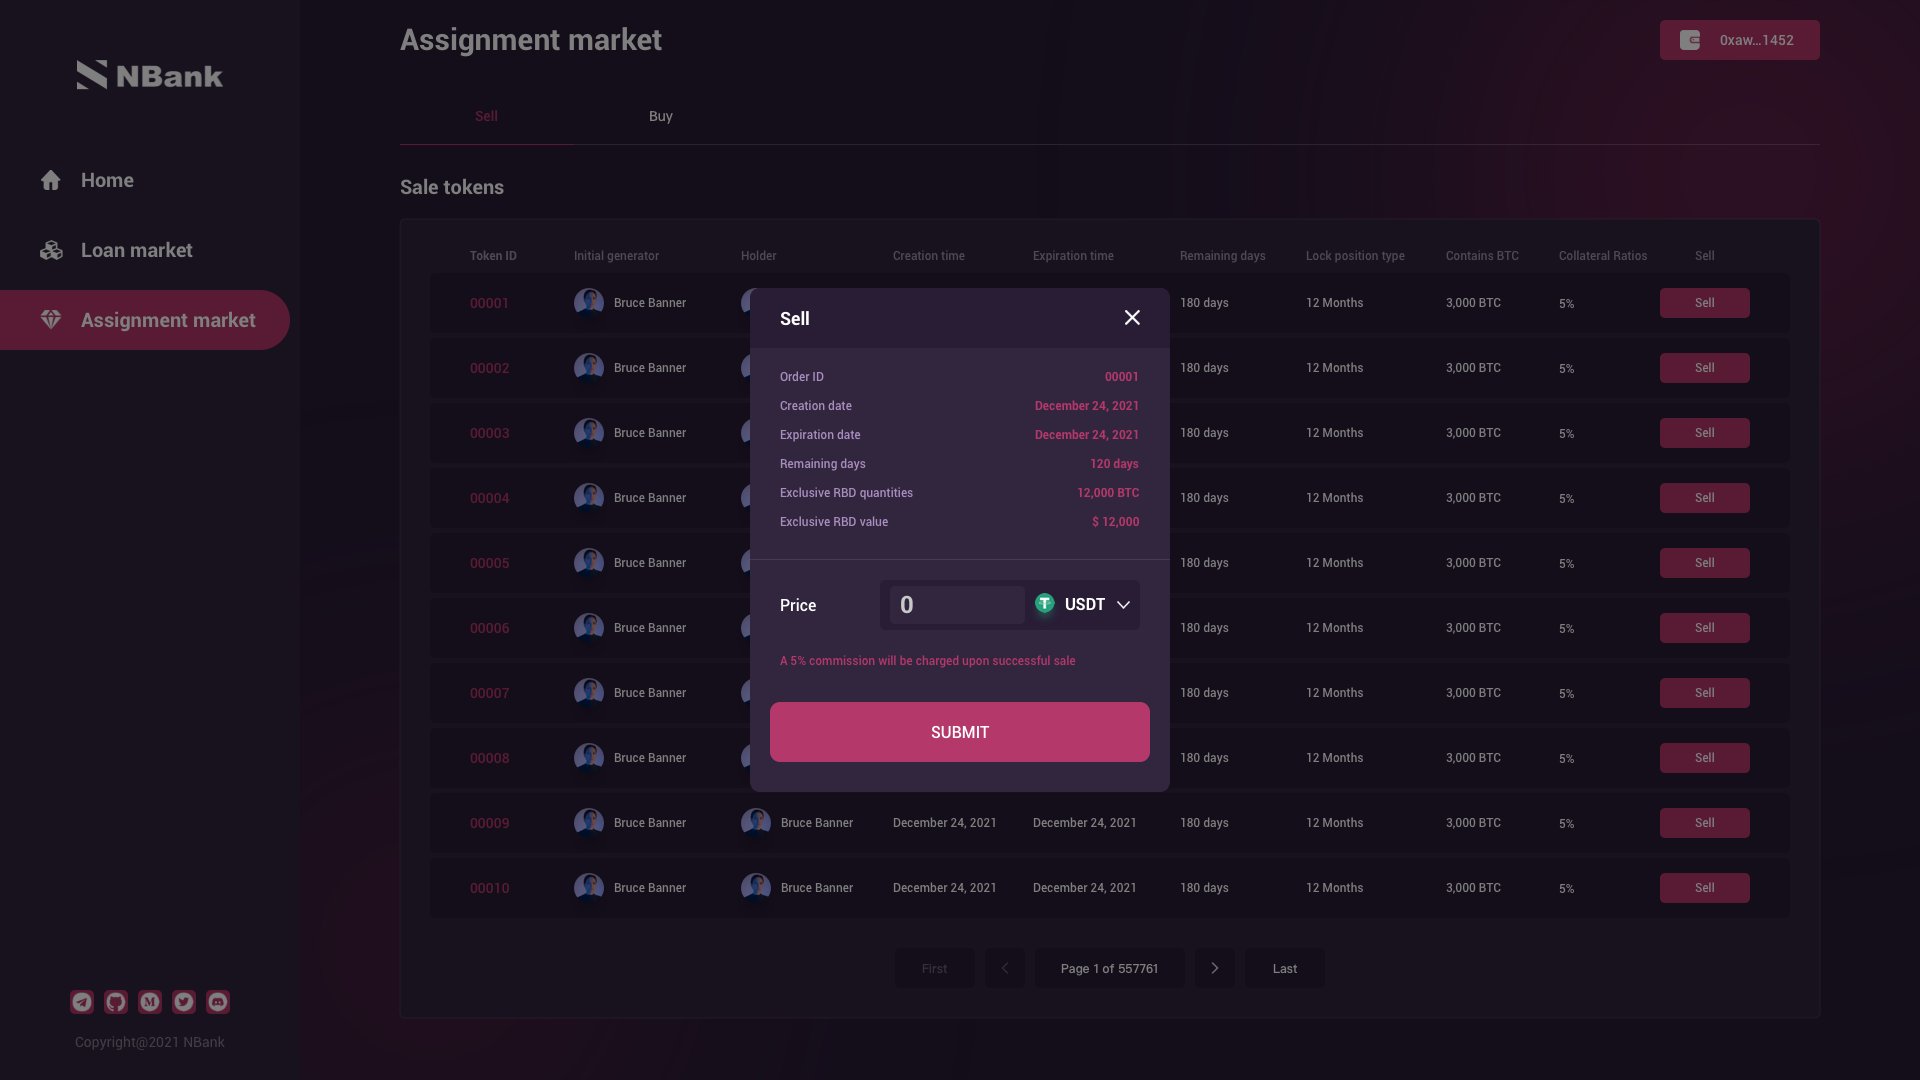 NBank
Home
Loan market
Assignment market
Copyright@2021 NBank
Assignment market
0xaw...1452
Sell Buy
Sale tokens
Token ID Initial generator Holder Creation time Expiration time Remaining days Lock position type Contains BTC Collateral Ratios Sell
00001 Bruce Banner 180 days 12 Months 3,000 BTC 5% Sell
00002 Bruce Banner 180 days 12 Months 3,000 BTC 5% Sell
00003 Bruce Banner 180 days 12 Months 3,000 BTC 5% Sell
00004 Bruce Banner 180 days 12 Months 3,000 BTC 5% Sell
00005 Bruce Banner 180 days 12 Months 3,000 BTC 5% Sell
00006 Bruce Banner 180 days 12 Months 3,000 BTC 5% Sell
00007 Bruce Banner 180 days 12 Months 3,000 BTC 5% Sell
00008 Bruce Banner 180 days 12 Months 3,000 BTC 5% Sell
00009 Bruce Banner Bruce Banner December 24, 2021 December 24, 2021 180 days 12 Months 3,000 BTC 5% Sell
00010 Bruce Banner Bruce Banner December 24, 2021 December 24, 2021 180 days 12 Months 3,000 BTC 5% Sell
First Page 1 of 557761 Last
Sell
Order ID 00001
Creation date December 24, 2021
Expiration date December 24, 2021
Remaining days 120 days
Exclusive RBD quantities 12,000 BTC
Exclusive RBD value $ 12,000
Price 0 USDT
A 5% commission will be charged upon successful sale
SUBMIT